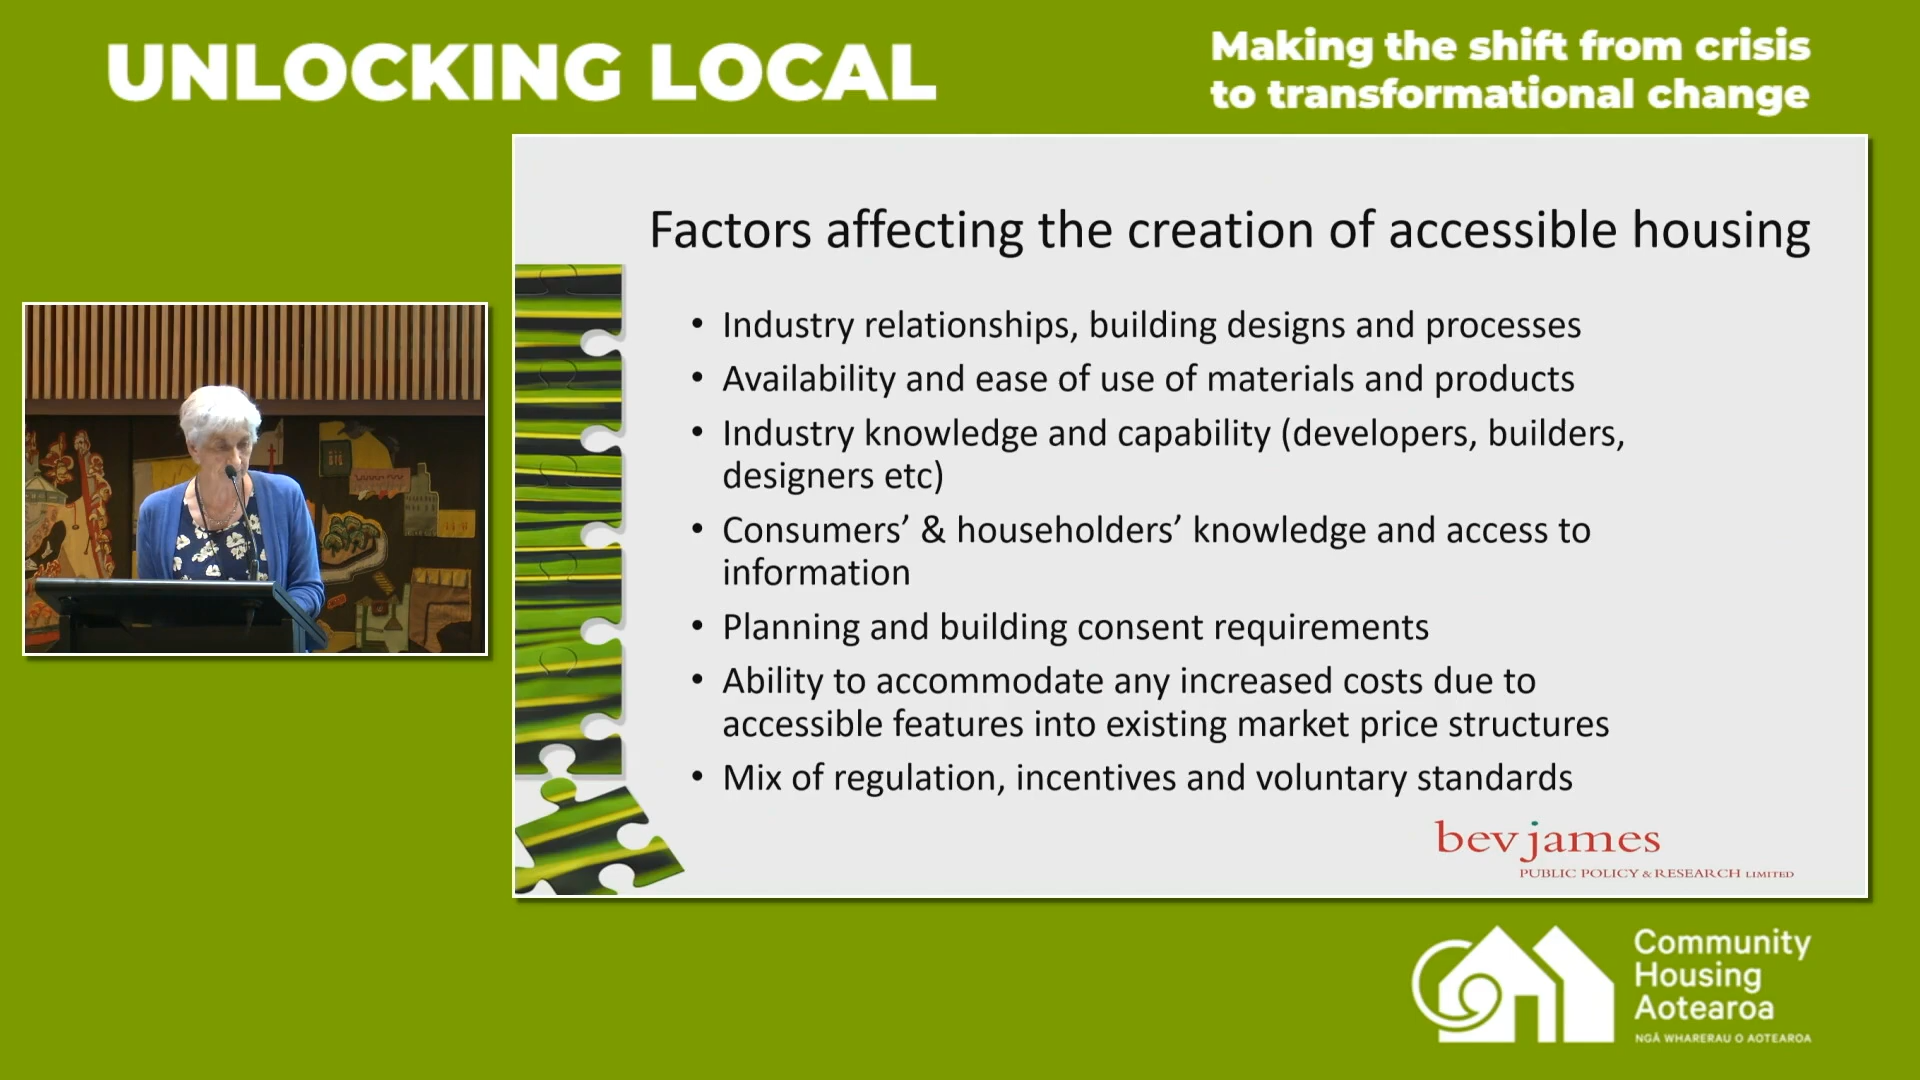 UNLOCKING LOCAL
Making the shift from crisis
to transformational change
Factors affecting the creation of accessible housing
• Industry relationships, building designs and processes
• Availability and ease of use of materials and products
• Industry knowledge and capability (developers, builders,
designers etc)
• Consumers’ & householders’ knowledge and access to
information
• Planning and building consent requirements
• Ability to accommodate any increased costs due to
accessible features into existing market price structures
• Mix of regulation, incentives and voluntary standards
bev james
PUBLIC POLICY & RESEARCH LIMITED
Community
Housing
Aotearoa
NGĀ WHARERAU O AOTEAROA